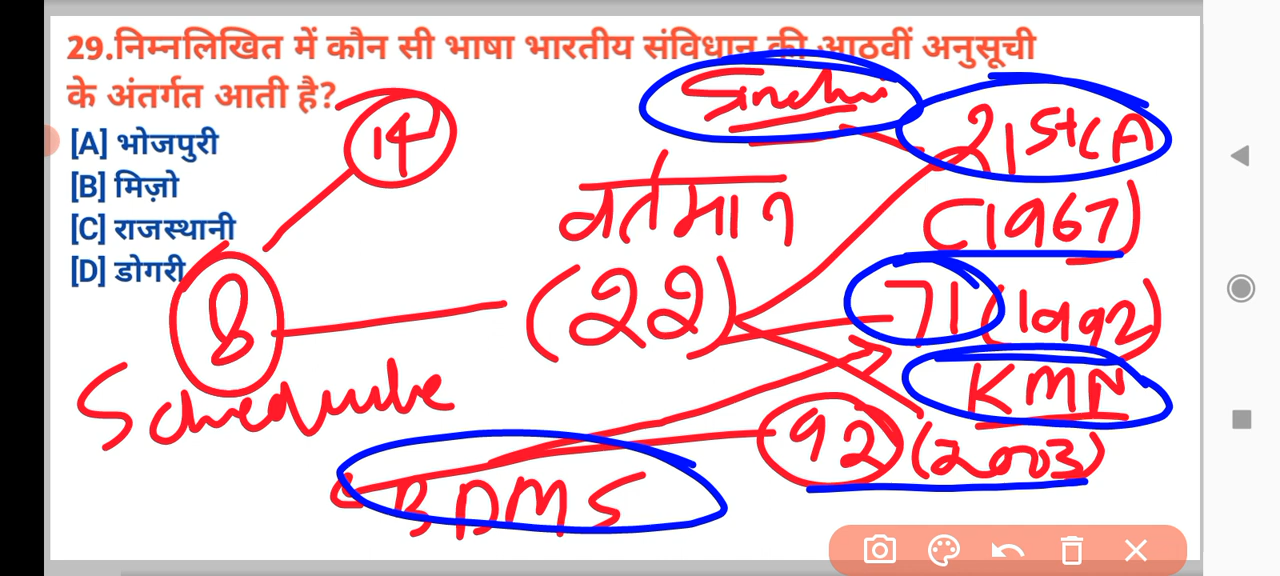 29.निम्नलिखित में कौन सी भाषा भारतीय संविधान की आठवीं अनुसूची
के अंतर्गत आती है?
[A] भोजपुरी
[B] मिज़ो
[C] राजस्थानी
[D] डोगरी
14
8
Schedule
वर्तमान
(22)
Sindhi
21st CA
(1967)
71 (1992)
KMN
92 (2003)
BDMS